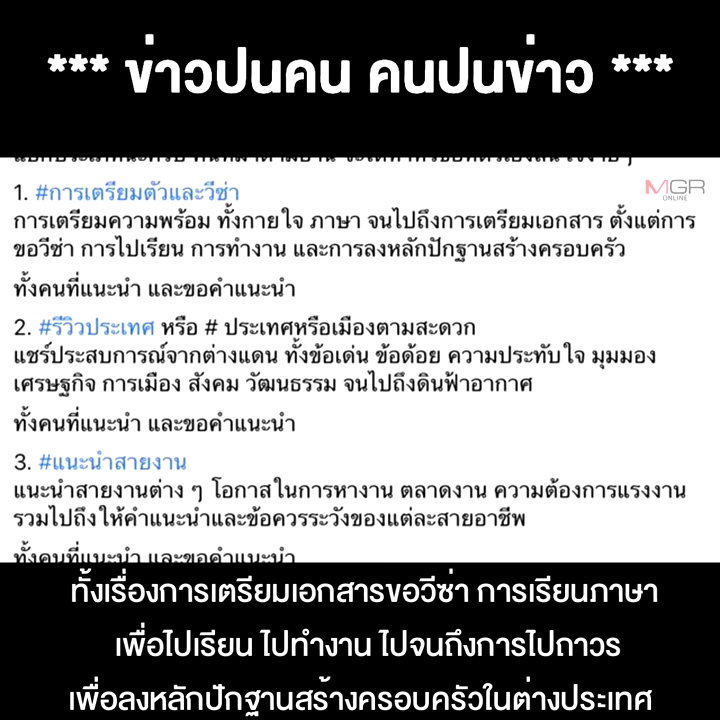 *** ข่าวปนคน คนปนข่าว ***
MGR
ONLINE
1. #การเตรียมตัวและวีซ่า
การเตรียมความพร้อม ทั้งกายใจ ภาษา จนไปถึงการเตรียมเอกสาร ตั้งแต่การ
ขอวีซ่า การไปเรียน การทำงาน และการลงหลักปักฐานสร้างครอบครัว
ทั้งคนที่แนะนำ และขอคำแนะนำ
2. #รีวิวประเทศ หรือ # ประเทศหรือเมืองตามสะดวก
แชร์ประสบการณ์จากต่างแดน ทั้งข้อเด่น ข้อด้อย ความประทับใจ มุมมอง
เศรษฐกิจ การเมือง สังคม วัฒนธรรม จนไปถึงดินฟ้าอากาศ
ทั้งคนที่แนะนำ และขอคำแนะนำ
3. #แนะนำสายงาน
แนะนำสายงานต่าง ๆ โอกาสในการหางาน ตลาดงาน ความต้องการแรงงาน
รวมไปถึงให้คำแนะนำและข้อควรระวังของแต่ละสายอาชีพ
ทั้งคนที่แนะนำ และขอคำแนะนำ
ทั้งเรื่องการเตรียมเอกสารขอวีซ่า การเรียนภาษา
เพื่อไปเรียน ไปทำงาน ไปจนถึงการไปถาวร
เพื่อลงหลักปักฐานสร้างครอบครัวในต่างประเทศ